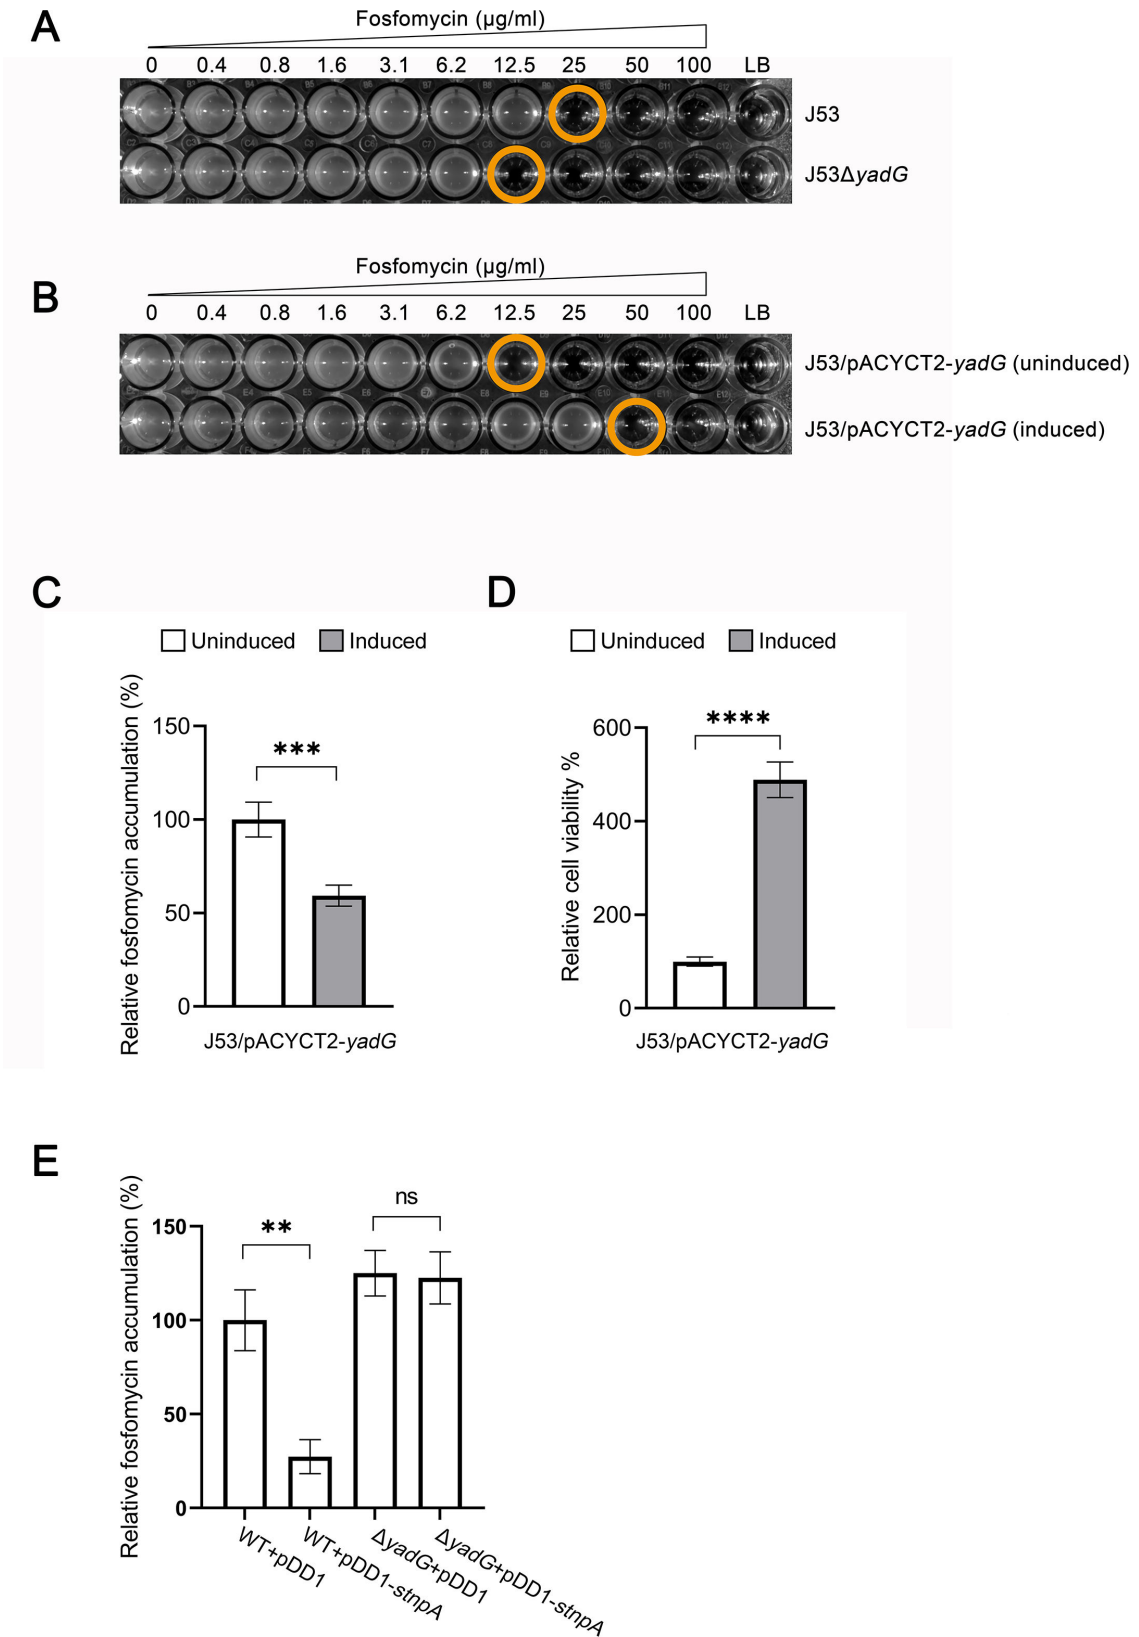 A
Fosfomycin (μg/ml)
0 0.4 0.8 1.6 3.1 6.2 12.5 25 50 100 LB
J53
J53ΔyadG
B
Fosfomycin (μg/ml)
0 0.4 0.8 1.6 3.1 6.2 12.5 25 50 100 LB
J53/pACYCT2-yadG (uninduced)
J53/pACYCT2-yadG (induced)
C
Uninduced Induced
Relative fosfomycin accumulation (%)
150
100
50
0
***
J53/pACYCT2-yadG
D
Uninduced Induced
Relative cell viability %
600
400
200
0
****
J53/pACYCT2-yadG
E
Relative fosfomycin accumulation (%)
150
100
50
0
**
ns
WT+pDD1
WT+pDD1-stnpA
ΔyadG+pDD1
ΔyadG+pDD1-stnpA